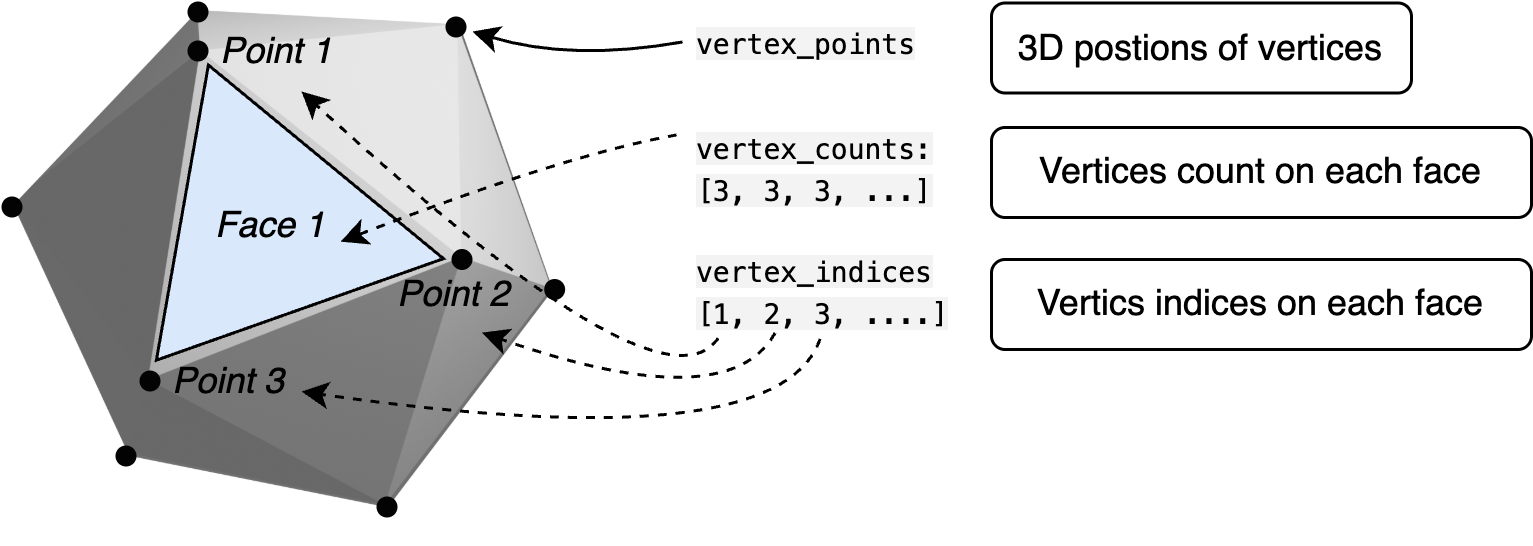 Point 1
vertex_points
3D postions of vertices
vertex_counts:
[3, 3, 3, ...]
Vertices count on each face
Face 1
vertex_indices
[1, 2, 3, ....]
Vertics indices on each face
Point 2
Point 3